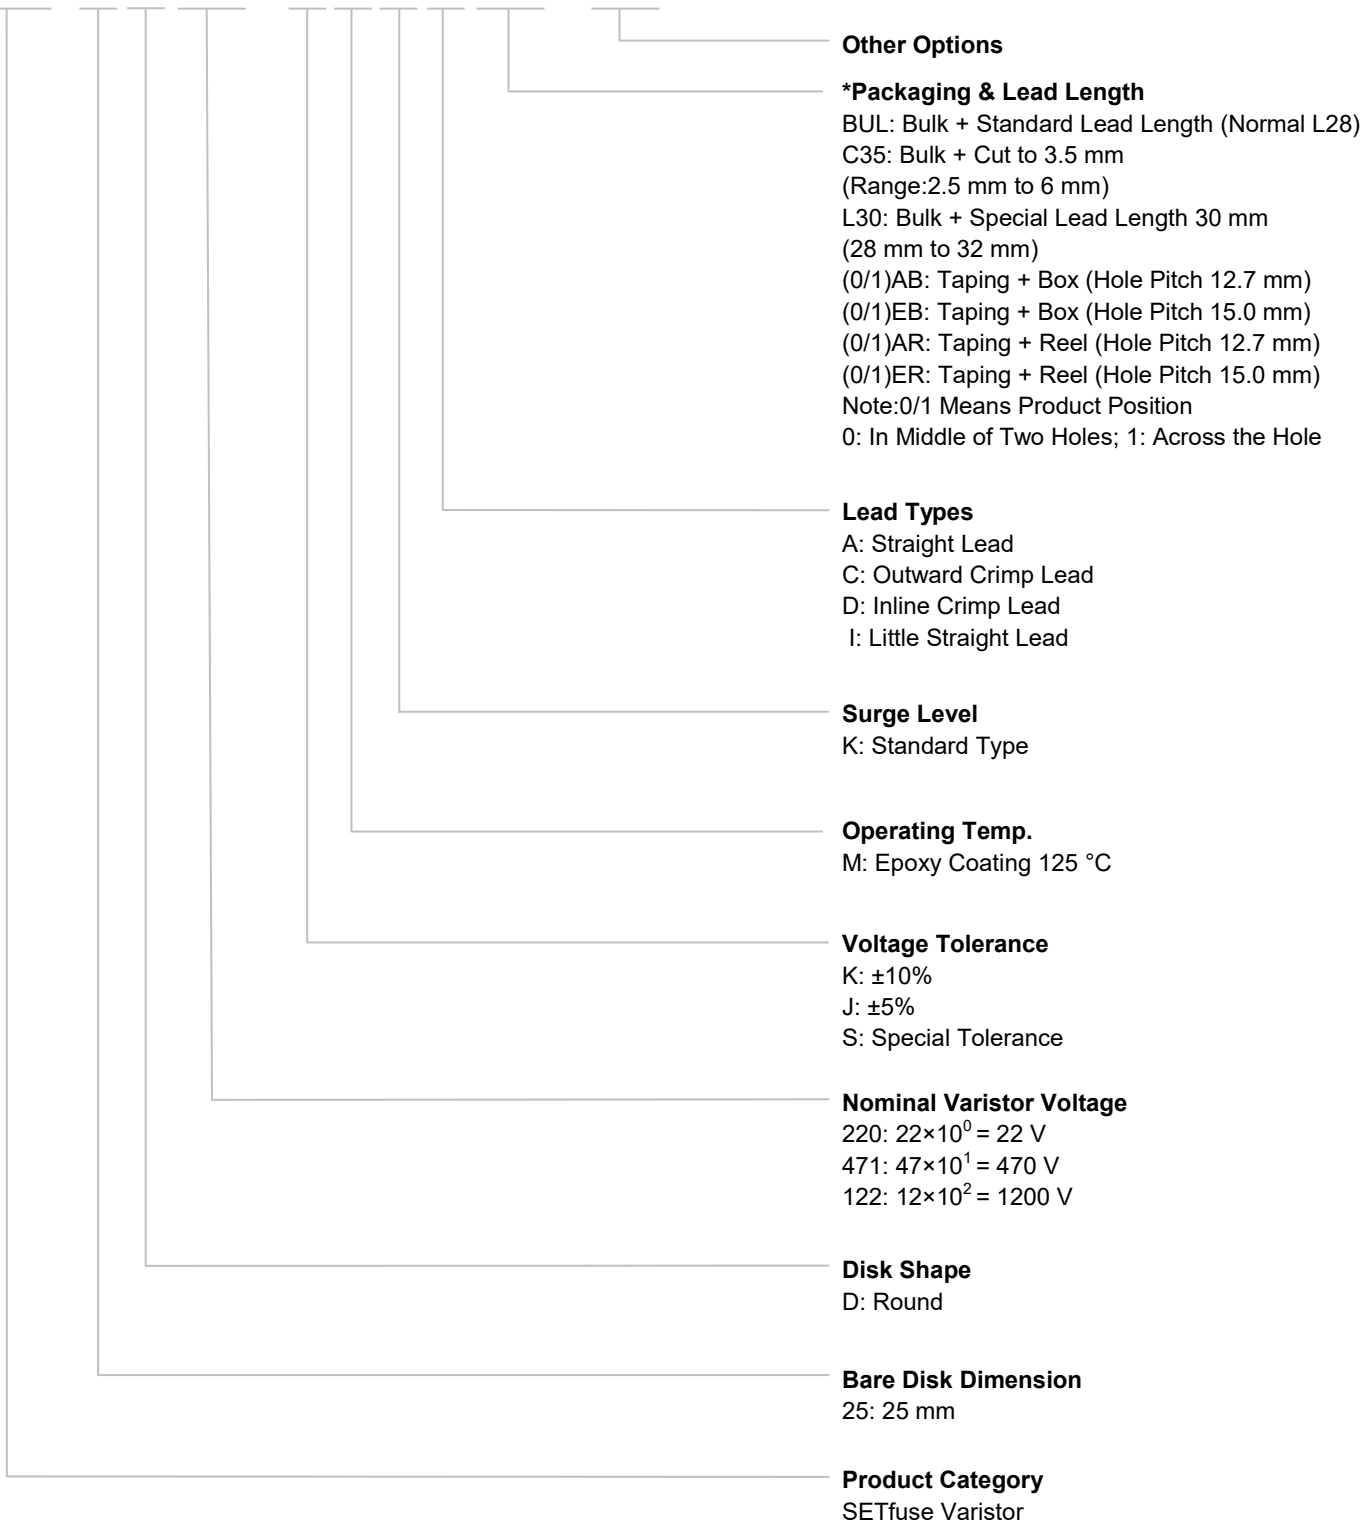 Other Options
*Packaging & Lead Length
BUL: Bulk + Standard Lead Length (Normal L28)
C35: Bulk + Cut to 3.5 mm
(Range:2.5 mm to 6 mm)
L30: Bulk + Special Lead Length 30 mm
(28 mm to 32 mm)
(0/1)AB: Taping + Box (Hole Pitch 12.7 mm)
(0/1)EB: Taping + Box (Hole Pitch 15.0 mm)
(0/1)AR: Taping + Reel (Hole Pitch 12.7 mm)
(0/1)ER: Taping + Reel (Hole Pitch 15.0 mm)
Note:0/1 Means Product Position
0: In Middle of Two Holes; 1: Across the Hole
Lead Types
A: Straight Lead
C: Outward Crimp Lead
D: Inline Crimp Lead
I: Little Straight Lead
Surge Level
K: Standard Type
Operating Temp.
M: Epoxy Coating 125 °C
Voltage Tolerance
K: ±10%
J: ±5%
S: Special Tolerance
Nominal Varistor Voltage
220: 22×10⁰ = 22 V
471: 47×10¹ = 470 V
122: 12×10² = 1200 V
Disk Shape
D: Round
Bare Disk Dimension
25: 25 mm
Product Category
SETfuse Varistor